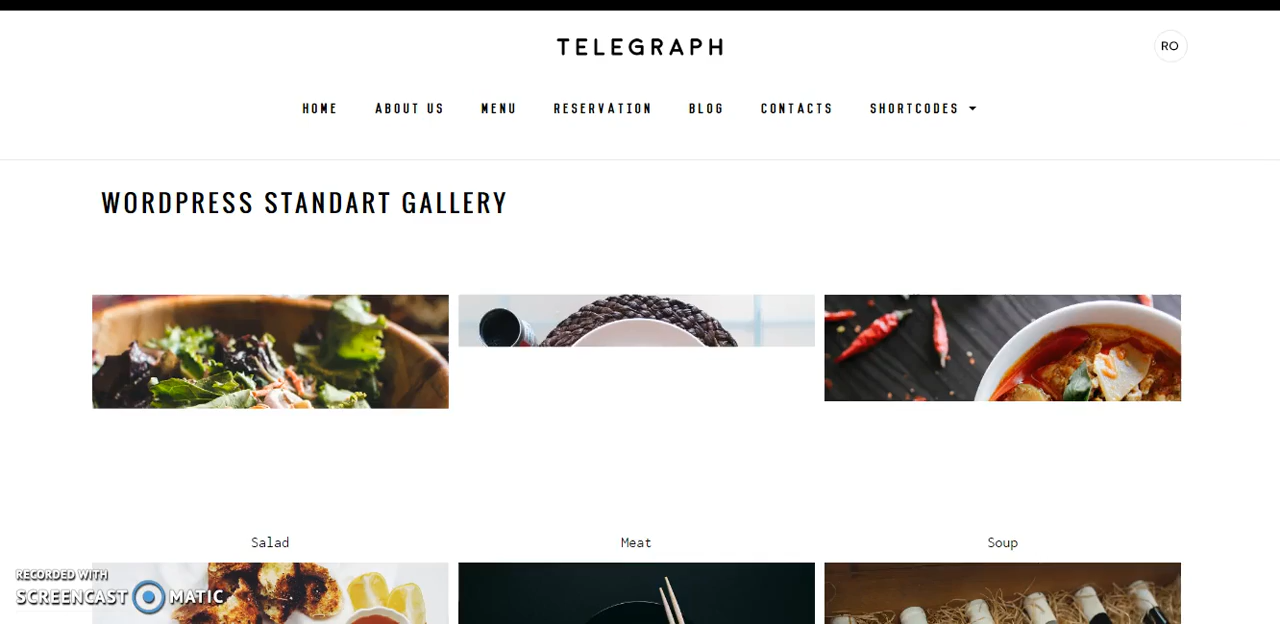 TELEGRAPH
RO
HOME ABOUT US MENU RESERVATION BLOG CONTACTS SHORTCODES
WORDPRESS STANDART GALLERY
Salad Meat Soup
RECORDED WITH
SCREENCAST MATIC